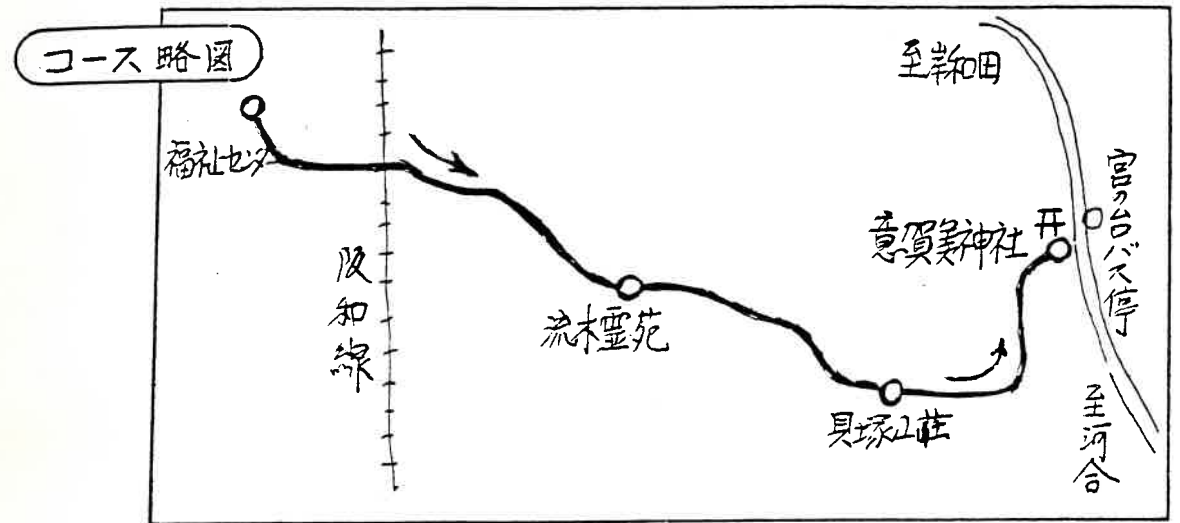 コース略図
至岸和田
福祉センター
宮の台バス停
意賀美神社
阪和線
流木霊苑
貝塚山荘
至河合